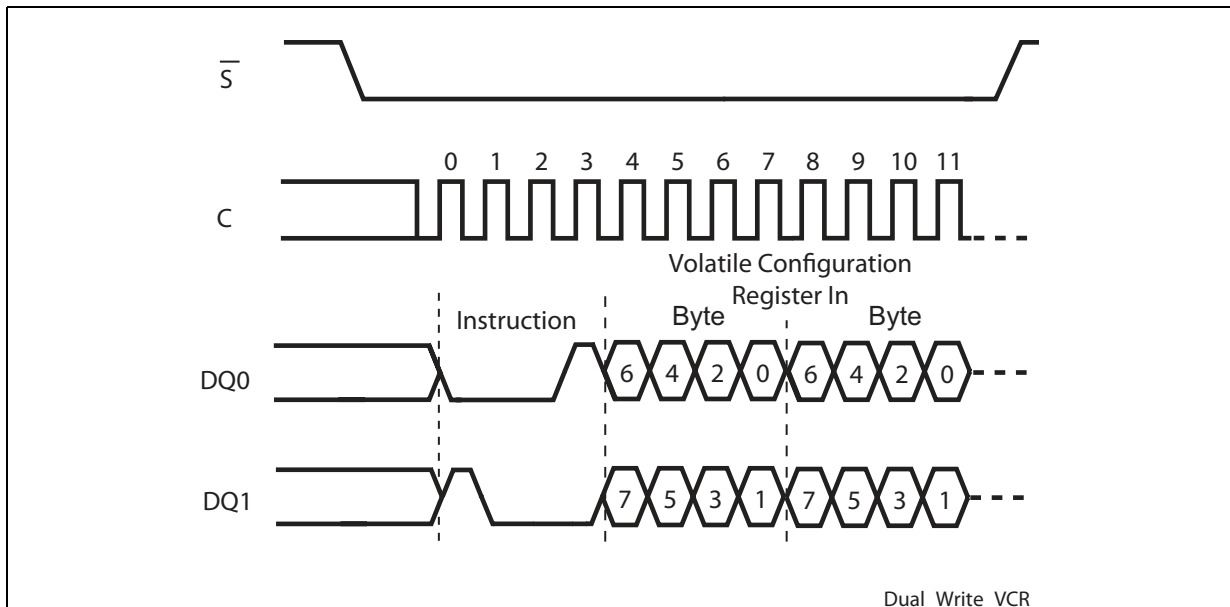 S
0 1 2 3 4 5 6 7 8 9 10 11
C
Volatile Configuration
Register In
Instruction Byte Byte
DQ0 6 4 2 0 6 4 2 0
DQ1 7 5 3 1 7 5 3 1
Dual Write VCR